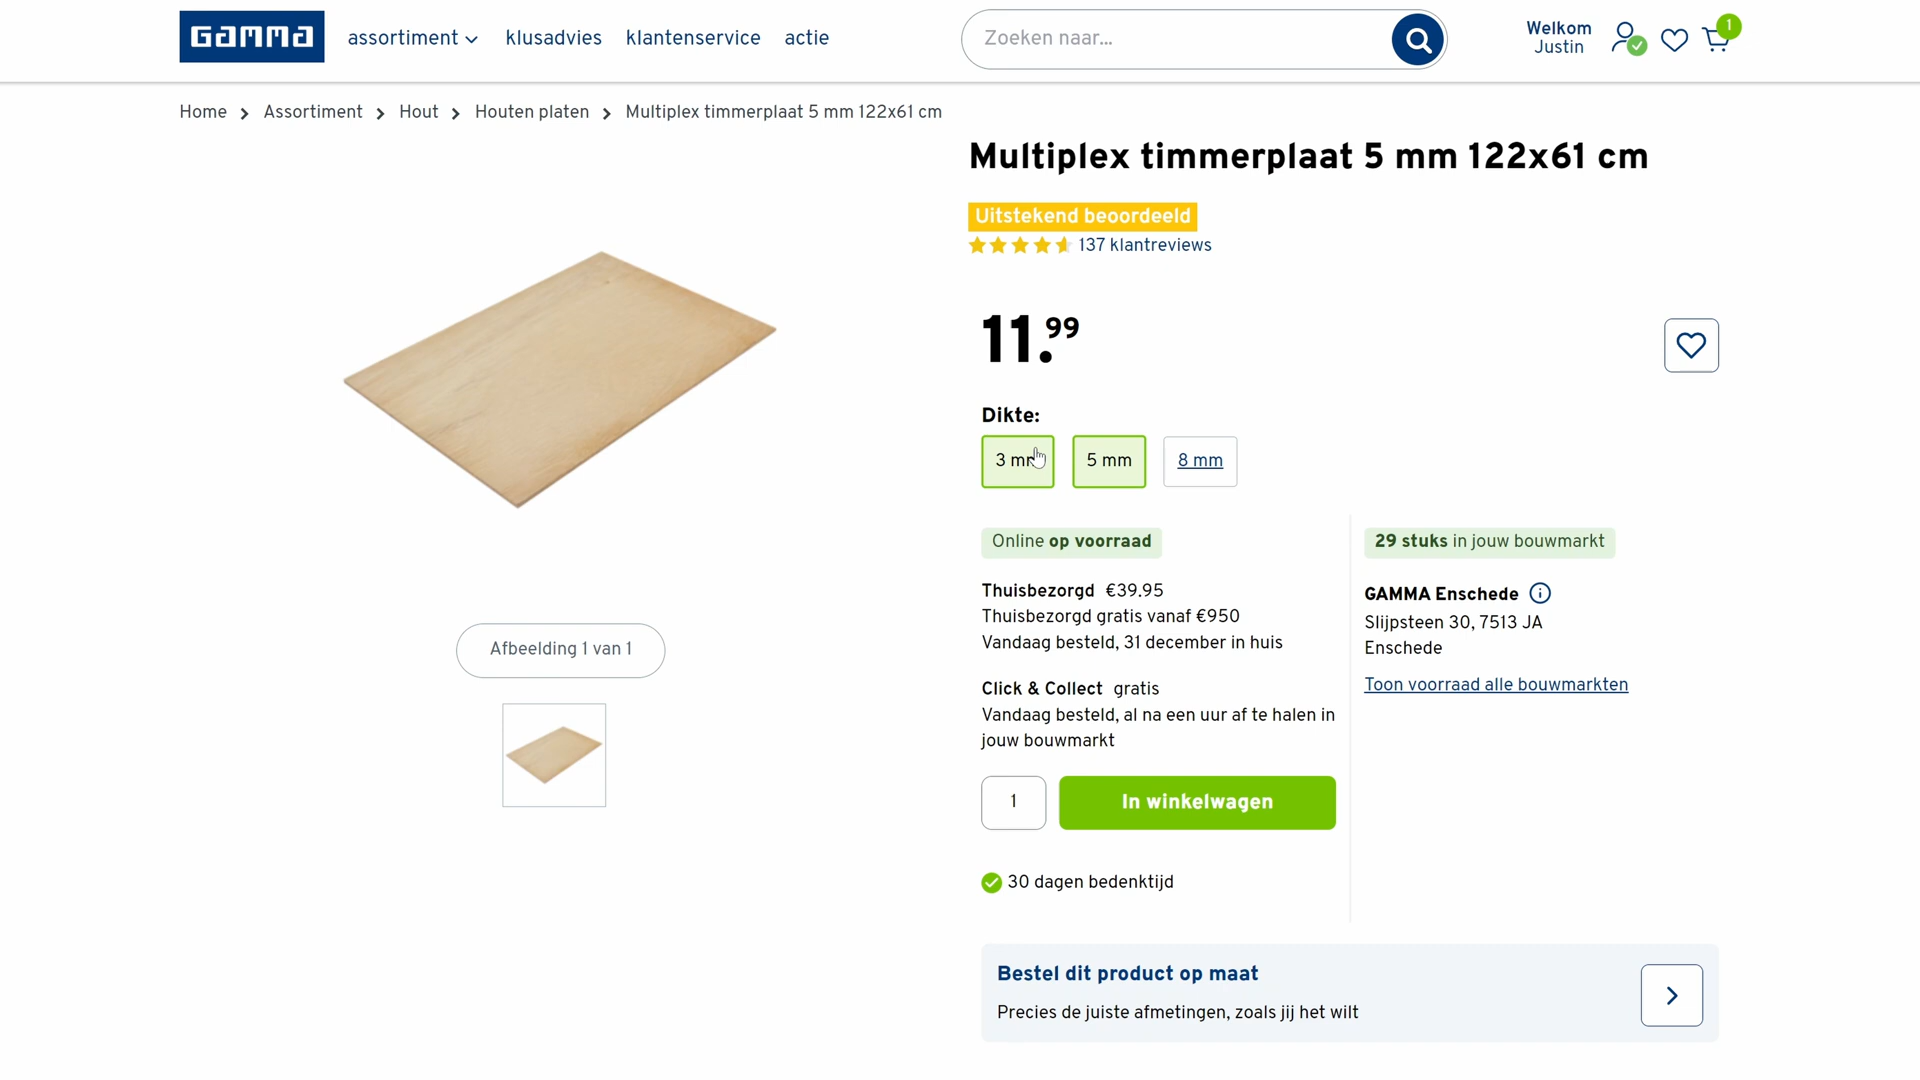 GAMMA
assortiment
klusadvies
klantenservice
actie
Zoeken naar...
Welkom
Justin
1
Home
Assortiment
Hout
Houten platen
Multiplex timmerplaat 5 mm 122x61 cm
Multiplex timmerplaat 5 mm 122x61 cm
Uitstekend beoordeeld
137 klantreviews
11.99
Dikte:
3 mm
5 mm
8 mm
Online op voorraad
Thuisbezorgd €39.95
Thuisbezorgd gratis vanaf €950
Vandaag besteld, 31 december in huis
Click & Collect gratis
Vandaag besteld, al na een uur af te halen in
jouw bouwmarkt
1
In winkelwagen
30 dagen bedenktijd
29 stuks in jouw bouwmarkt
GAMMA Enschede
Slijpsteen 30, 7513 JA
Enschede
Toon voorraad alle bouwmarkten
Afbeelding 1 van 1
Bestel dit product op maat
Precies de juiste afmetingen, zoals jij het wilt